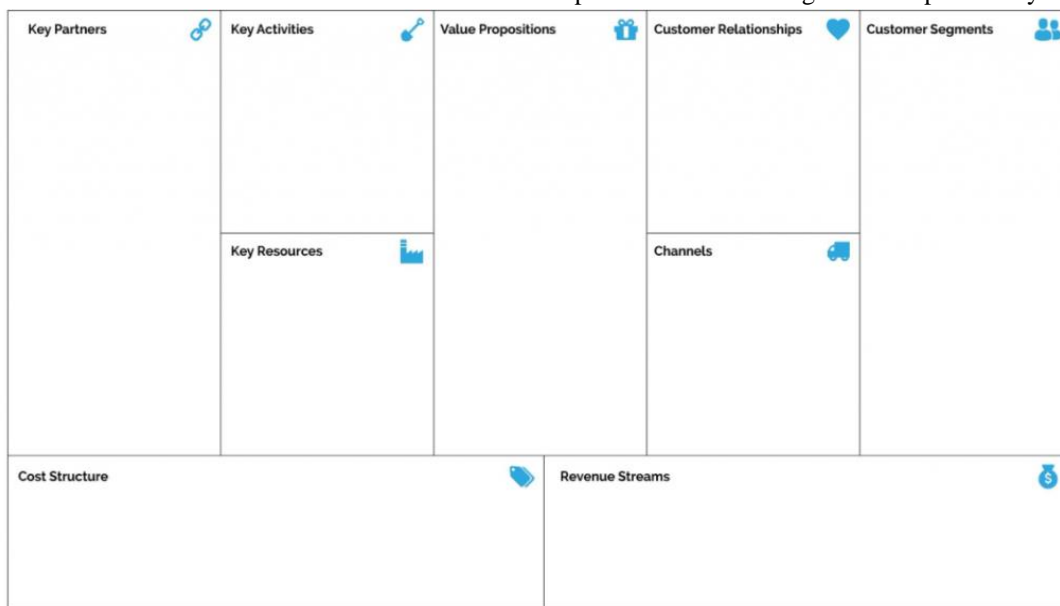 Key Partners
Key Activities
Value Propositions
Customer Relationships
Customer Segments
Key Resources
Channels
Cost Structure
Revenue Streams
$